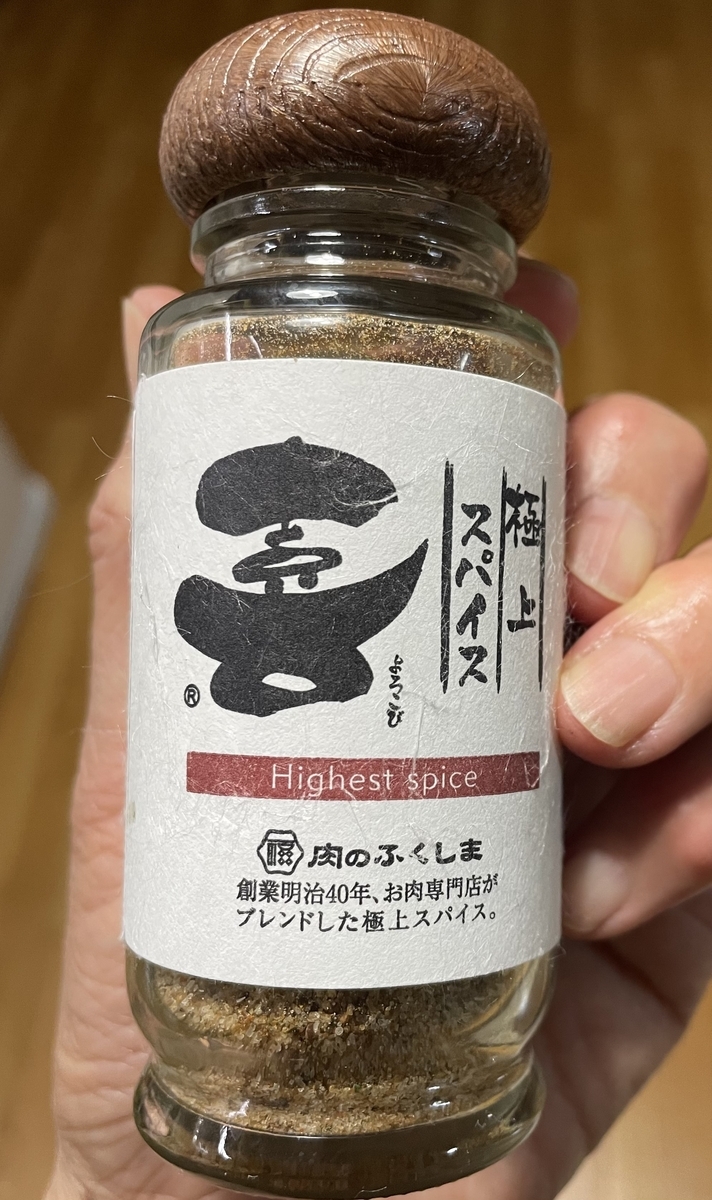 極上
スパイス
喜
よろこび
®
Highest spice
福 肉のふくしま
創業明治40年、お肉専門店が
ブレンドした極上スパイス。